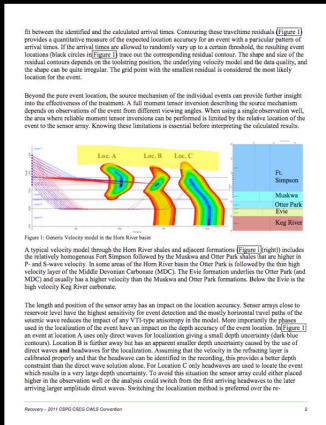 fit between the identified and the calculated arrival times. Contouring these traveltime residuals (Figure 1)
provides a quantitative measure of the expected location accuracy for an event with a particular pattern of
arrival times. If the arrival times are allowed to randomly vary up to a certain threshold, the resulting event
locations (black circles in Figure 1) trace out the corresponding residual contour. The shape and size of the
residual contours depends on the toolstring position, the underlying velocity model and the data quality, and
the shape can be quite irregular. The grid point with the smallest residual is considered the most likely
location for the event.
Beyond the pure event location, the source mechanism of the individual events can provide further insight
into the effectiveness of the treatment. A full moment tensor inversion describing the source mechanism
depends on observations of the event from different viewing angles. When using a single-observation well,
the area where reliable moment tensor inversions can be performed is limited by the relative location of the
event to the sensor array. Knowing these limitations is essential before interpreting the calculated results.
Loc. A Loc. B Loc. C
Ft.
Simpson
Muskwa
Otter Park
Evie
Keg River
Figure 1: Generic Velocity model in the Horn River basin
A typical velocity model through the Horn River shales and adjacent formations (Figure 1 (right)) includes
the relatively homogenous Fort Simpson followed by the Muskwa and Otter Park shales that are higher in
P- and S-wave velocity. In some areas of the Horn River basin the Otter Park is followed by the thin high
velocity layer of the Middle Devonian Carbonate (MDC). The Evie formation underlies the Otter Park (and
MDC) and usually has a higher velocity than the Muskwa and Otter Park formations. Below the Evie is the
high velocity Keg River carbonate.
The length and position of the sensor array has an impact on the location accuracy. Sensor arrays close to
reservoir level have the highest sensitivity for event detection and the mostly horizontal travel paths of the
seismic wave reduces the impact of any VTI-type anisotropy in the model. More importantly the phases
used in the localization of the event have an impact on the depth accuracy of the event location. In Figure 1
an event at location A uses only direct waves for localization giving a small depth uncertainty (dark blue
contours). Location B is further away but has an apparent smaller depth uncertainty caused by the use of
direct waves and headwaves for the localization. Assuming that the velocity in the refracting layer is
calibrated properly and that the headwave can be identified in the recording, this provides a better depth
constraint than the direct wave solution alone. For Location C only headwaves are used to locate the event
which results in a very large depth uncertainty. To avoid this situation the sensor array could either placed
higher in the observation well or the analysis could switch from the first arriving headwaves to the later
arriving larger amplitude direct waves. Switching the localization method is preferred over the re-
Recovery – 2011 CSPG CSEG CWLS Convention 2